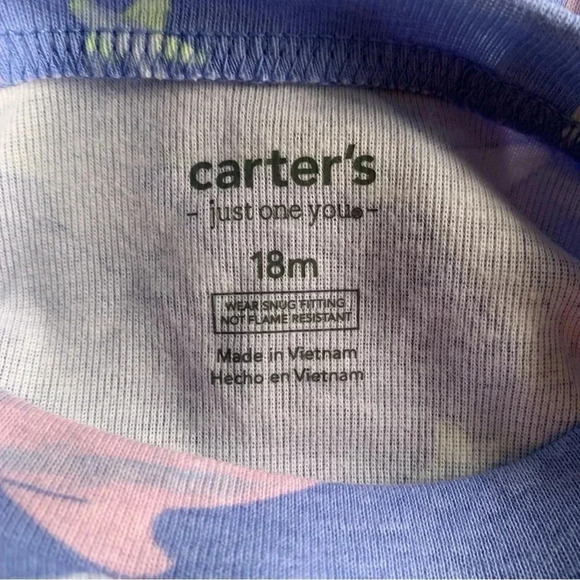 carter's
- just one you® -
18m
WEAR SNUG FITTING
NOT FLAME RESISTANT
Made in Vietnam
Hecho en Vietnam